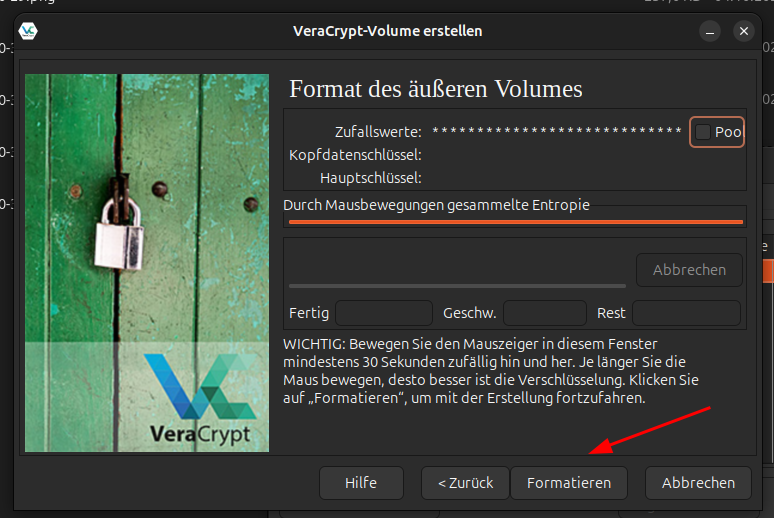 VeraCrypt-Volume erstellen
Format des äußeren Volumes
Zufallswerte: **************************** Pool
Kopfdatenschlüssel:
Hauptschlüssel:
Durch Mausbewegungen gesammelte Entropie
Abbrechen
Fertig Geschw. Rest
WICHTIG: Bewegen Sie den Mauszeiger in diesem Fenster
mindestens 30 Sekunden zufällig hin und her. Je länger Sie die
Maus bewegen, desto besser ist die Verschlüsselung. Klicken Sie
auf „Formatieren“, um mit der Erstellung fortzufahren.
VeraCrypt
Hilfe < Zurück Formatieren Abbrechen